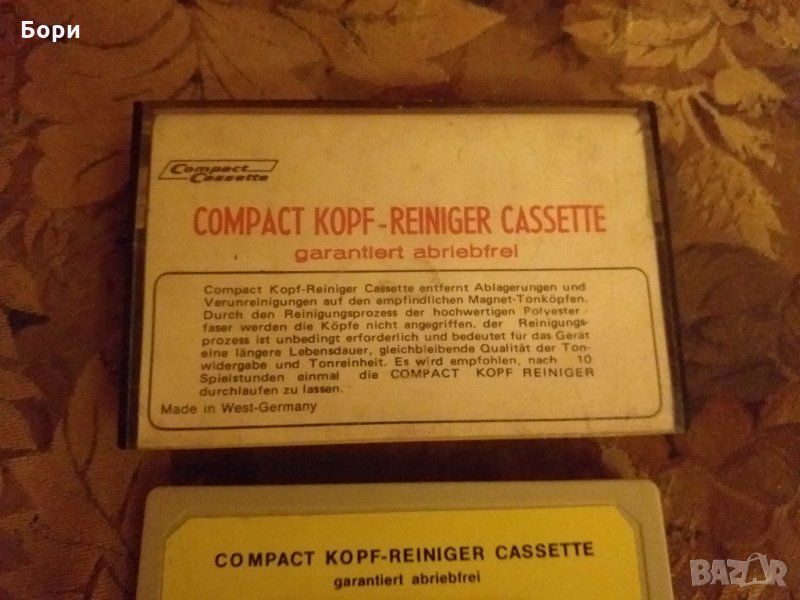 Бори
Compact
Cassette
COMPACT KOPF-REINIGER CASSETTE
garantiert abriebfrei
Compact Kopf-Reiniger Cassette entfernt Ablagerungen und
Verunreinigungen auf den empfindlichen Magnet-Tonköpfen.
Durch den Reinigungsprozess der hochwertigen Polyester-
faser werden die Köpfe nicht angegriffen. der Reinigungs-
prozess ist unbedingt erforderlich und bedeutet für das Gerät
eine längere Lebensdauer, gleichbleibende Qualität der Ton-
widergabe und Tonreinheit. Es wird empfohlen, nach 10
Spielstunden einmal die COMPACT KOPF REINIGER
durchlaufen zu lassen.
Made in West-Germany
COMPACT KOPF-REINIGER CASSETTE
garantiert abriebfrei
BAZAR